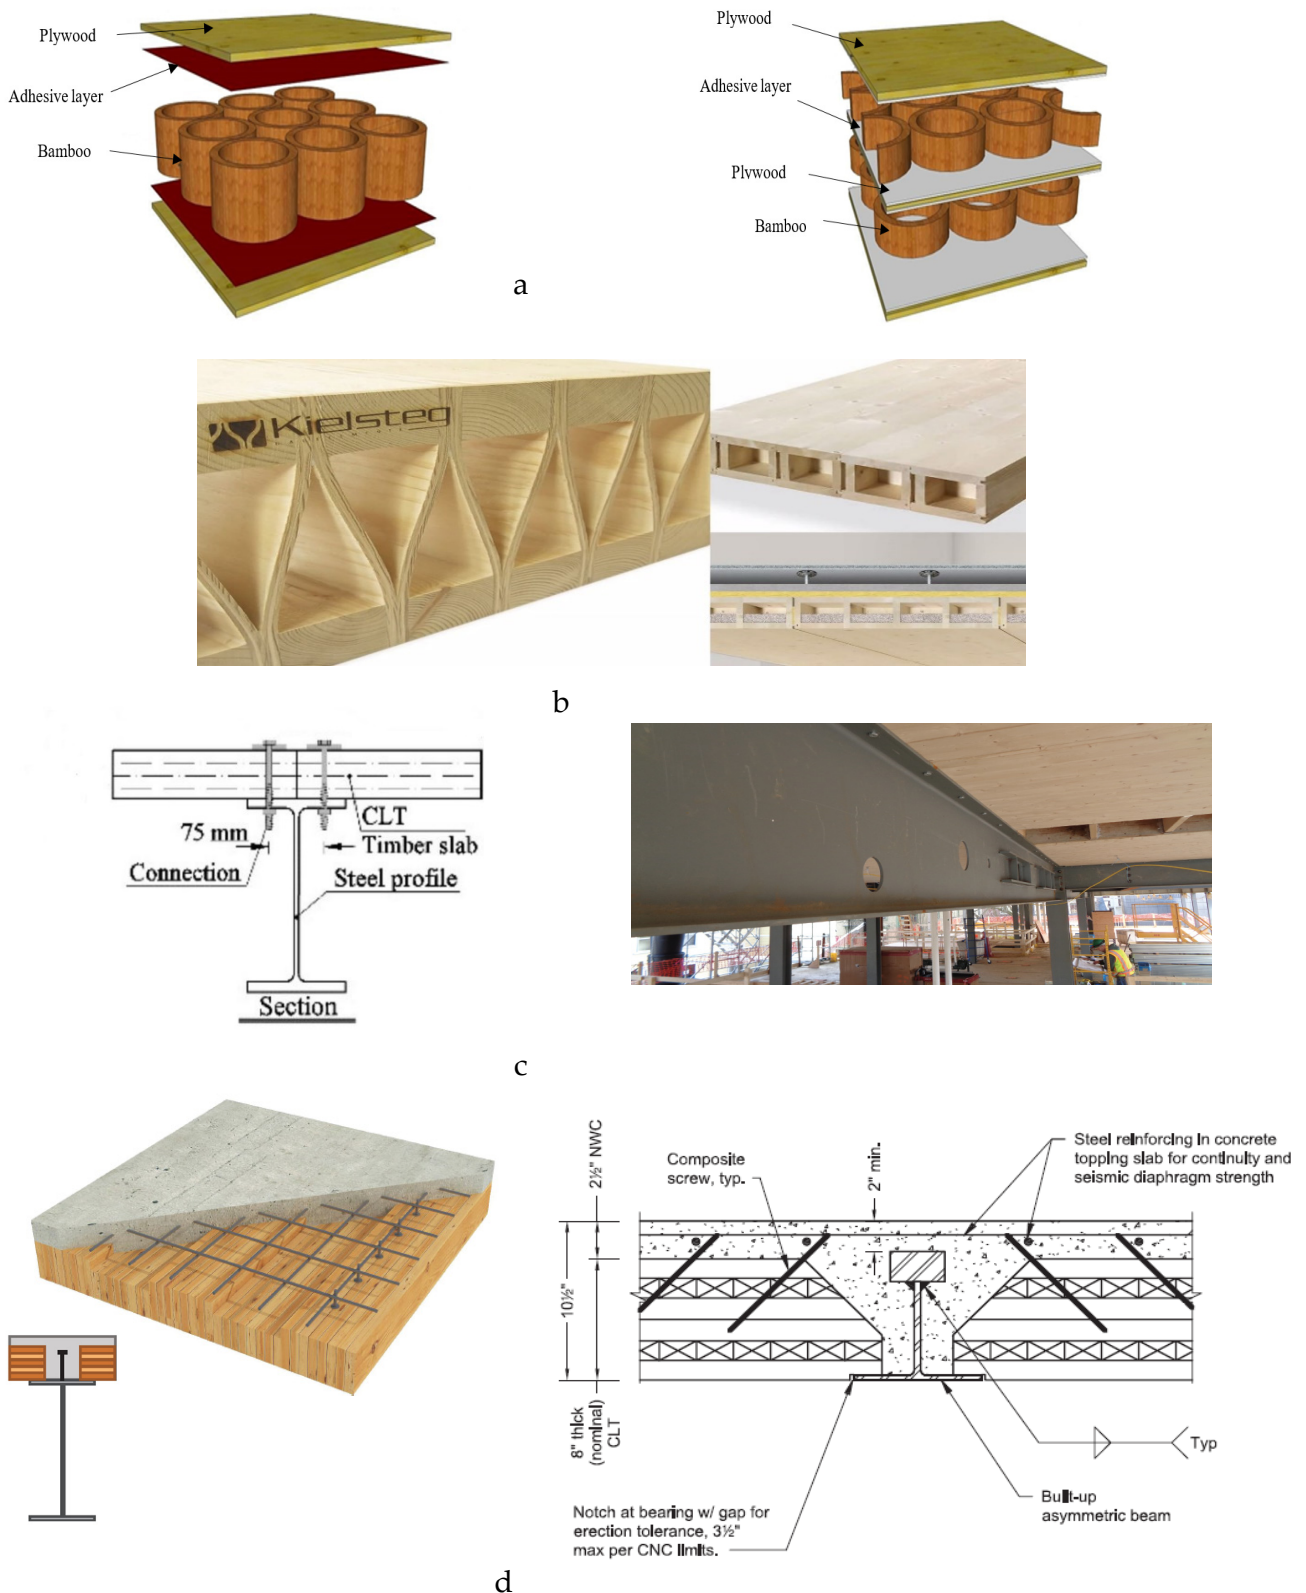 Plywood
Adhesive layer
Bamboo
Plywood
Adhesive layer
Plvwood
Bamboo
a
Kielsteg
b
75 mm
Connection
CLT
Timber slab
Steel profile
Section
c
Composite
screw, typ.
2½" NWC
2" min.
Steel reinforcing in concrete
topping slab for continuity and
seismic diaphragm strength
10½"
8" thick
(nominal)
CLT
Typ
Notch at bearing w/ gap for
erection tolerance, 3½"
max per CNC limits.
Built-up
asymmetric beam
d